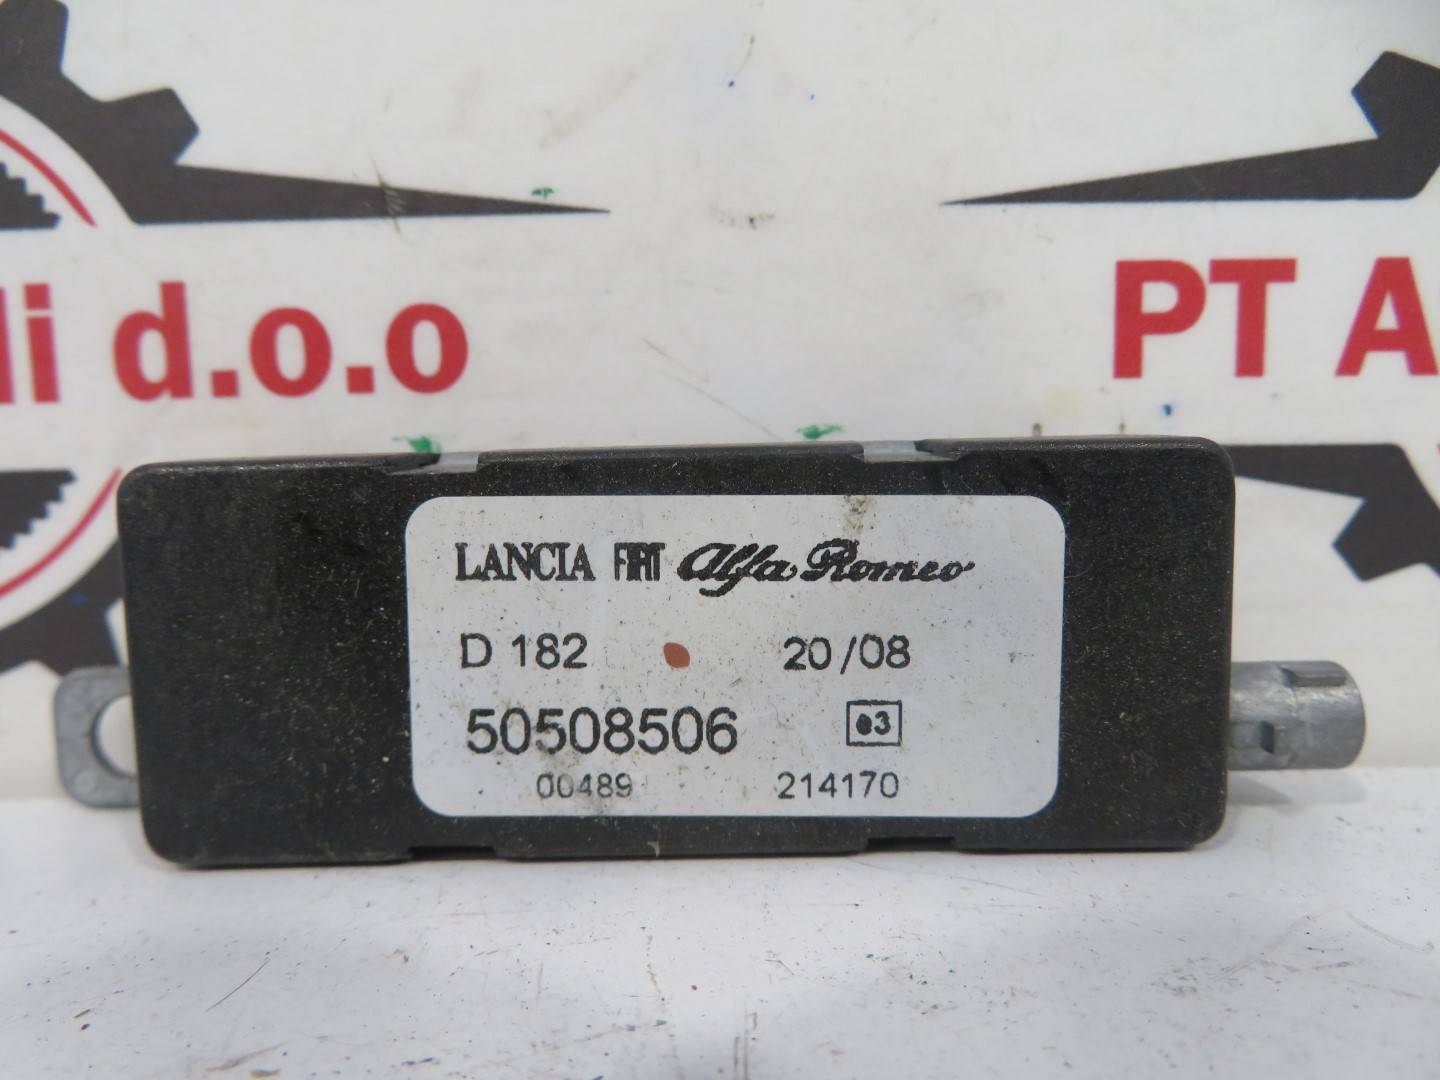 li d.o.o
PT A
LANCIA FIAT Alfa Romeo
D 182 20/08
50508506 e3
00489 214170